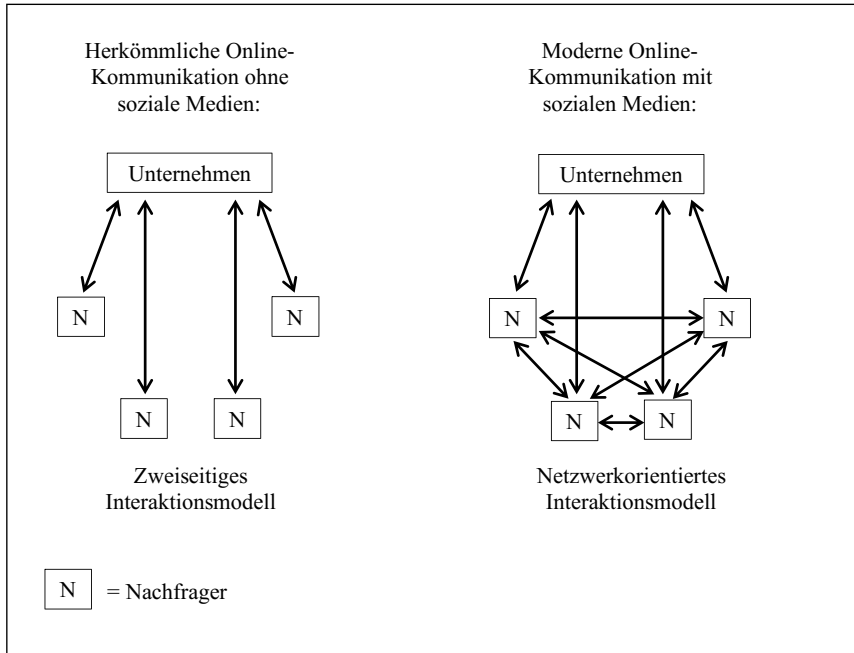 Herkömmliche Online-
Kommunikation ohne
soziale Medien:
Unternehmen
N
N
N
N
Zweiseitiges
Interaktionsmodell
Moderne Online-
Kommunikation mit
sozialen Medien:
Unternehmen
N
N
N
N
Netzwerkorientiertes
Interaktionsmodell
N = Nachfrager